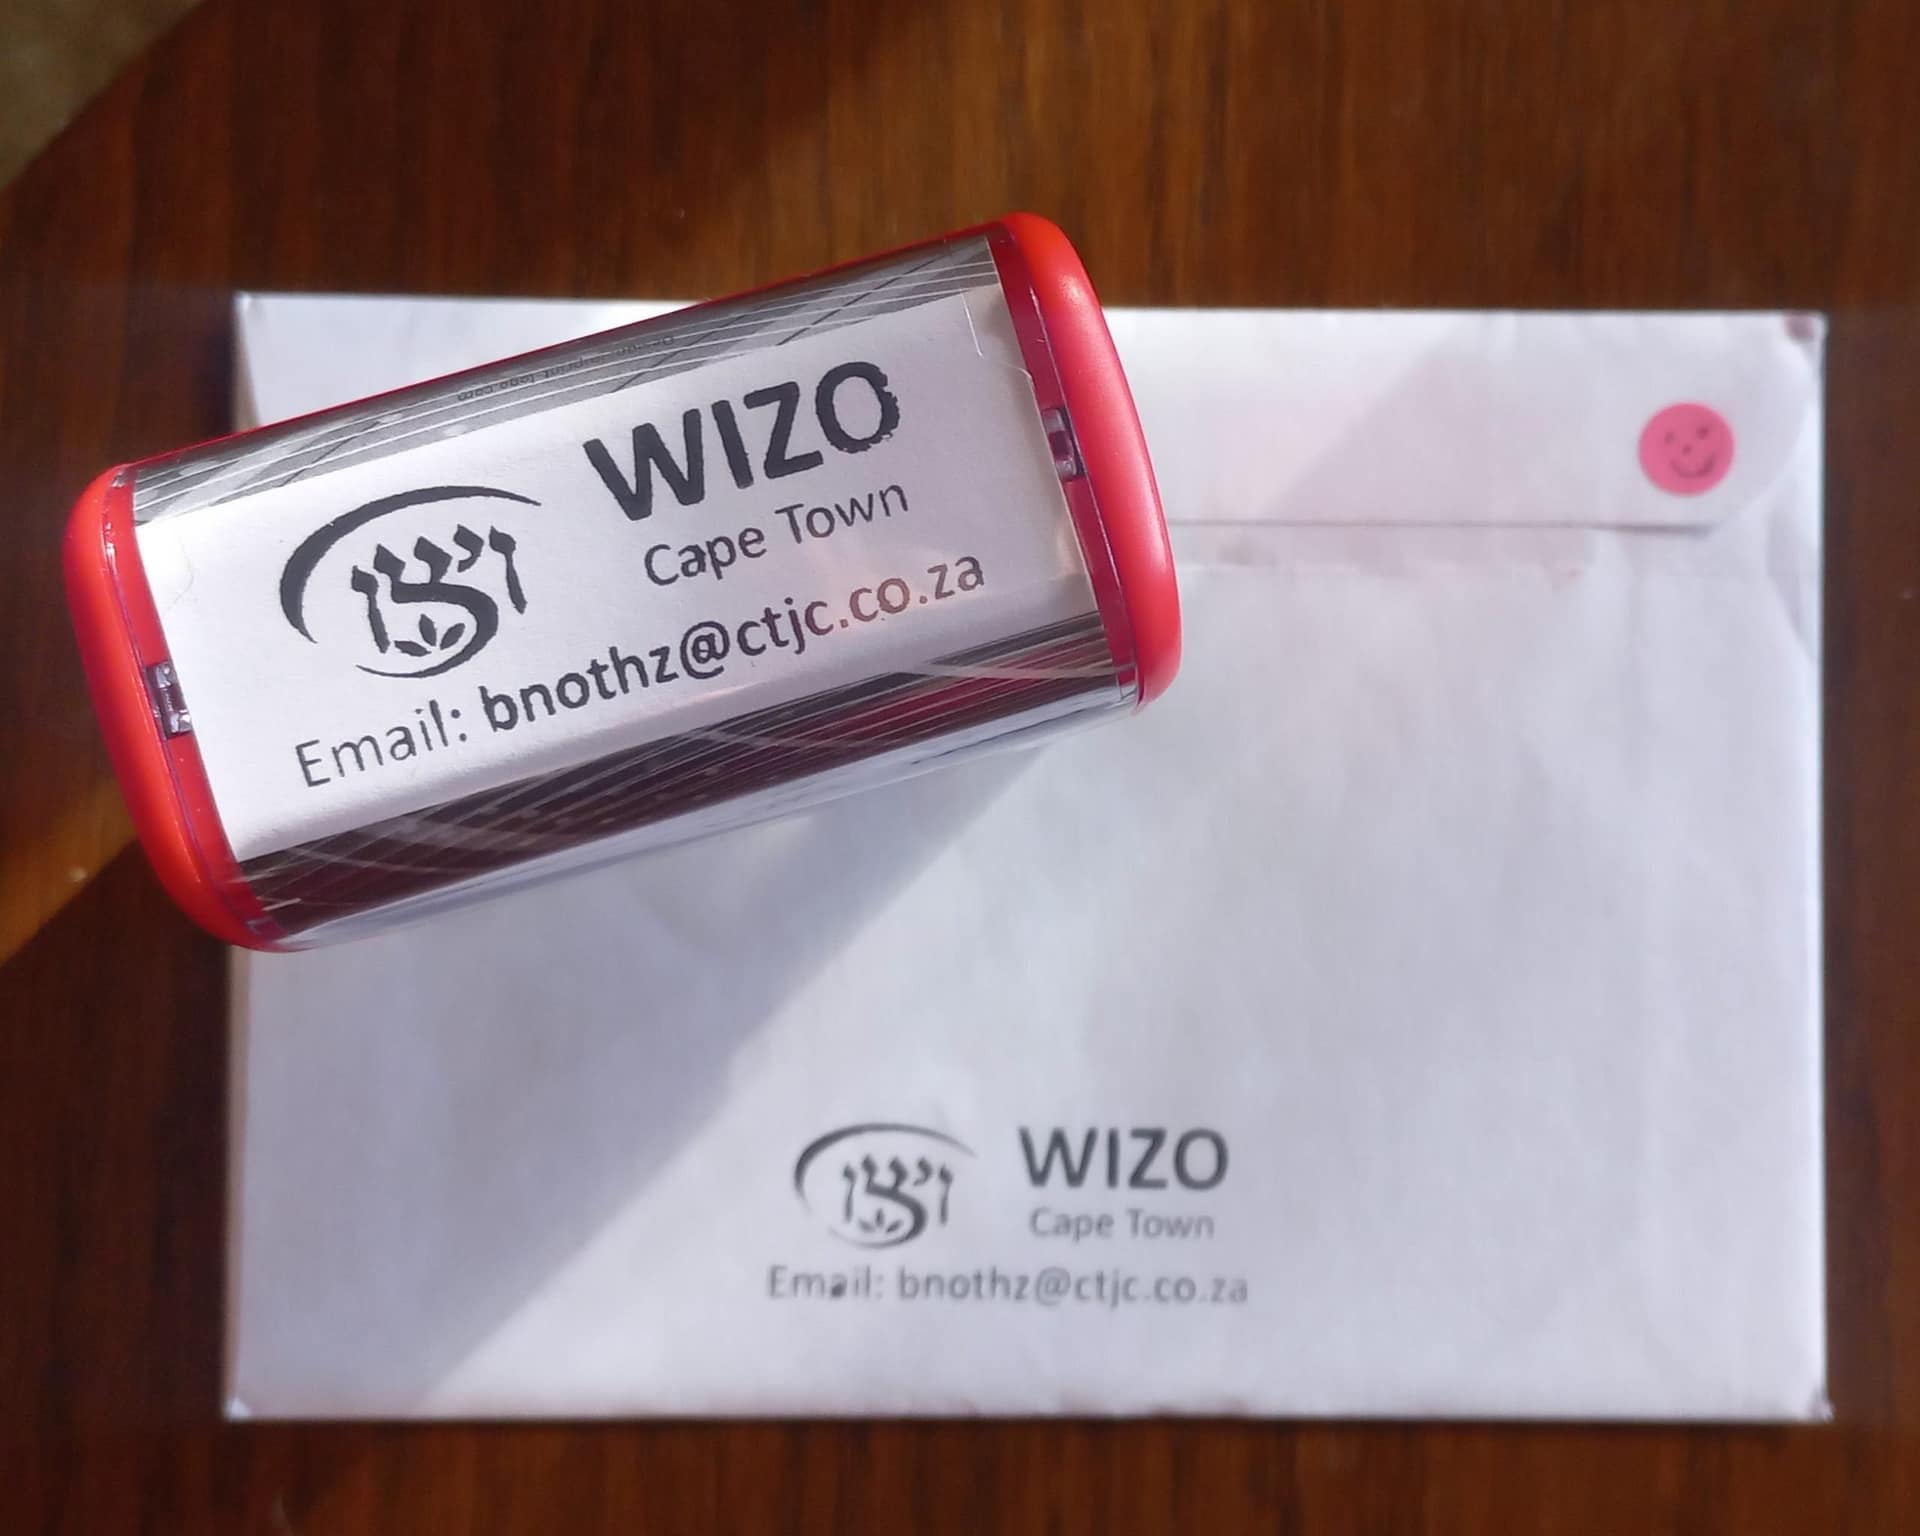 WIZO
Cape Town
ויצו
Email: bnothz@ctjc.co.za
WIZO
Cape Town
ויצו
Email: bnothz@ctjc.co.za